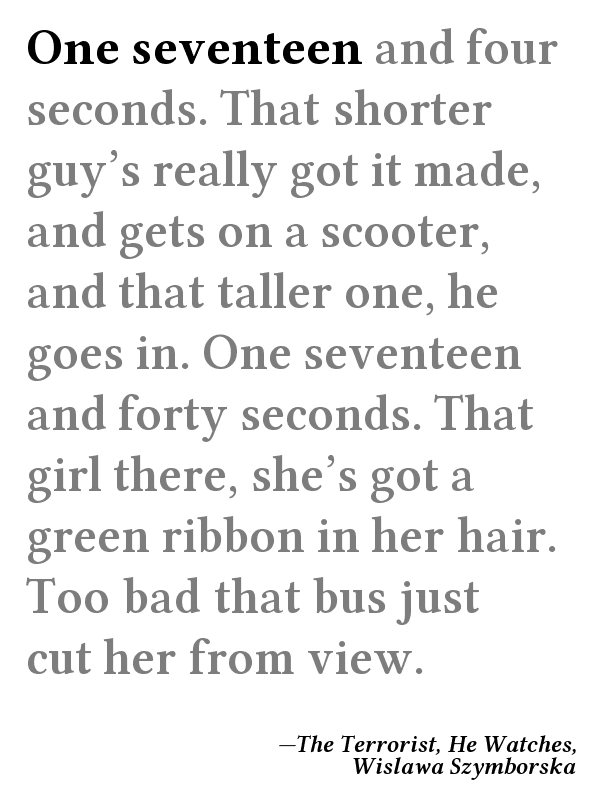 One seventeen and four
seconds. That shorter
guy’s really got it made,
and gets on a scooter,
and that taller one, he
goes in. One seventeen
and forty seconds. That
girl there, she’s got a
green ribbon in her hair.
Too bad that bus just
cut her from view.
—The Terrorist, He Watches,
Wislawa Szymborska